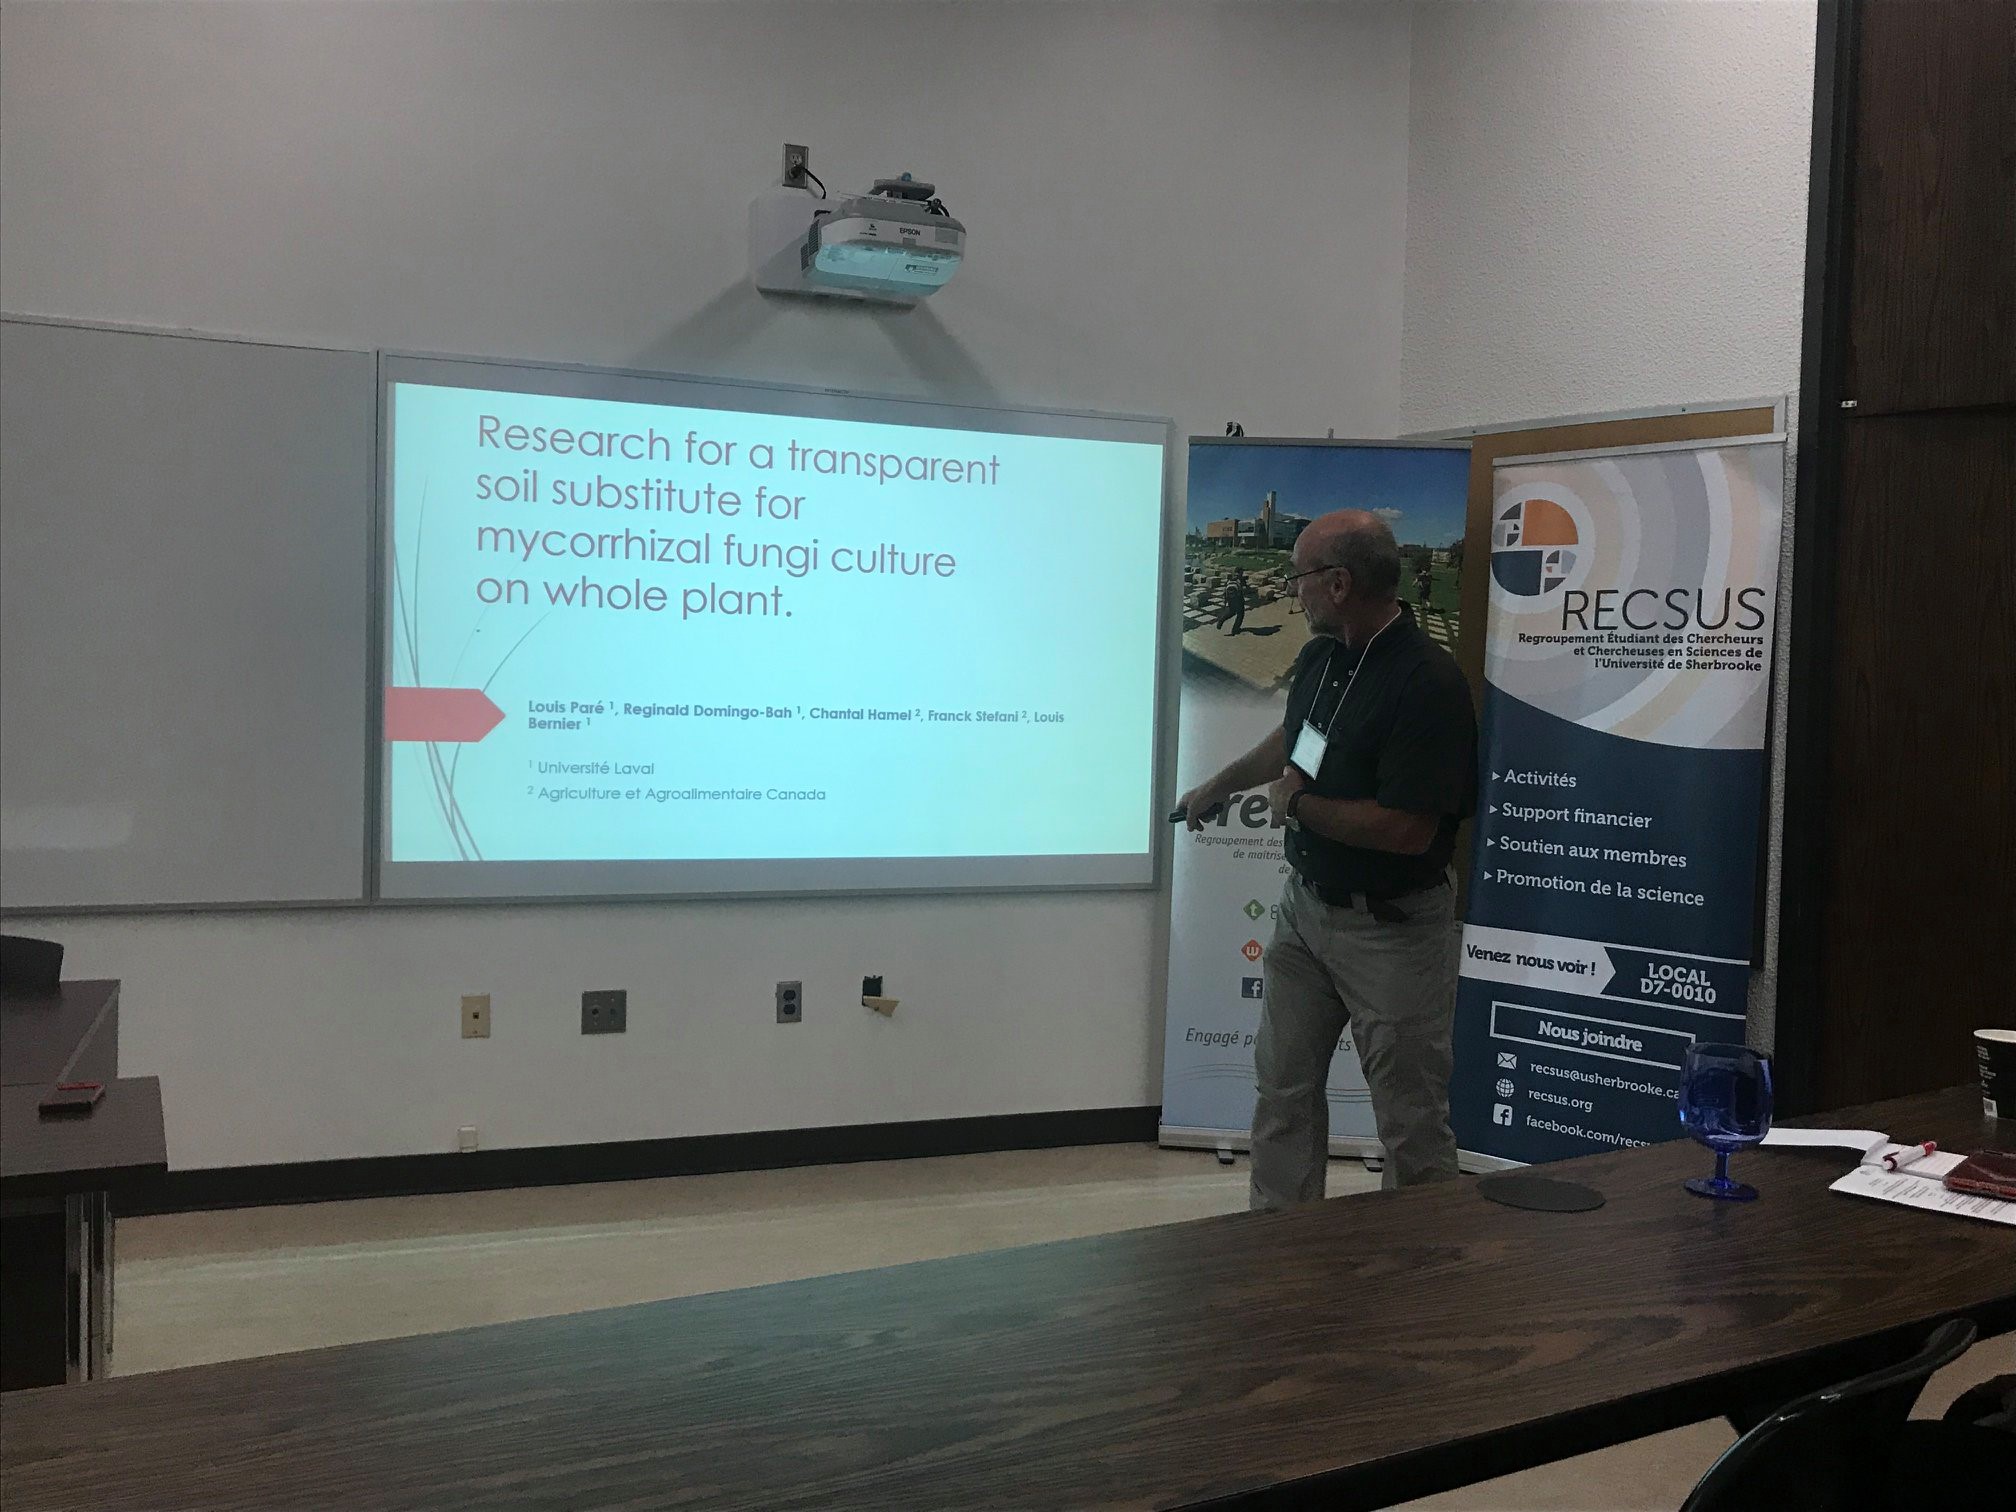 EPSON
Research for a transparent
soil substitute for
mycorrhizal fungi culture
on whole plant.
Louis Paré 1, Reginald Domingo-Bah 1, Chantal Hamel 2, Franck Stefani 2, Louis
Bernier 1
1 Université Laval
2 Agriculture et Agroalimentaire Canada
Regroupement des
de maîtrise
de
Engagé
RECSUS
Regroupement Étudiant des Chercheurs
et Chercheuses en Sciences de
l'Université de Sherbrooke
▸ Activités
▸ Support financier
▸ Soutien aux membres
▸ Promotion de la science
Venez nous voir !
LOCAL
D7-0010
Nous joindre
recsus@usherbrooke.ca
recsus.org
facebook.com/recs